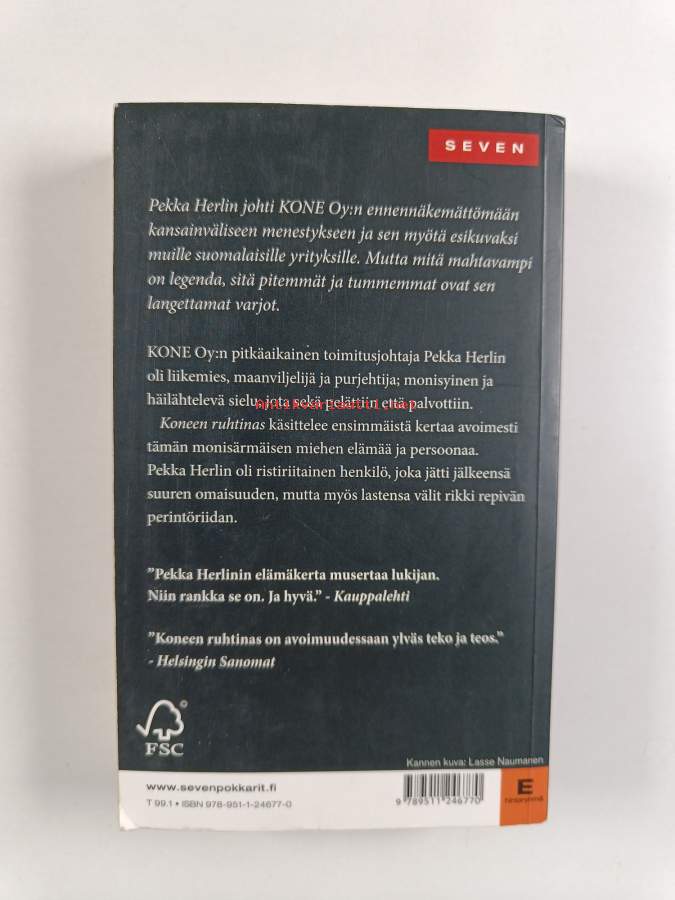 SEVEN
Pekka Herlin johti KONE Oy:n ennennäkemättömään
kansainväliseen menestykseen ja sen myötä esikuvaksi
muille suomalaisille yrityksille. Mutta mitä mahtavampi
on legenda, sitä pitemmät ja tummemmat ovat sen
langettamat varjot.
KONE Oy:n pitkäaikainen toimitusjohtaja Pekka Herlin
oli liikemies, maanviljelijä ja purjehtija; monisyinen ja
häilähtelevä sielu, jota sekä pelättiin että palvottiin.
antikvariaatti.net
Koneen ruhtinas käsittelee ensimmäistä kertaa avoimesti
tämän monisärmäisen miehen elämää ja persoonaa.
Pekka Herlin oli ristiriitainen henkilö, joka jätti jälkeensä
suuren omaisuuden, mutta myös lastensa välit rikki repivän
perintöriidan.
”Pekka Herlinin elämäkerta musertaa lukijan.
Niin rankka se on. Ja hyvä.” - Kauppalehti
”Koneen ruhtinas on avoimuudessaan ylväs teko ja teos.”
- Helsingin Sanomat
FSC
Kannen kuva: Lasse Naumanen
www.sevenpokkarit.fi
T 99.1 • ISBN 978-951-1-24677-0
9 789511 246770
E
hintaryhmä